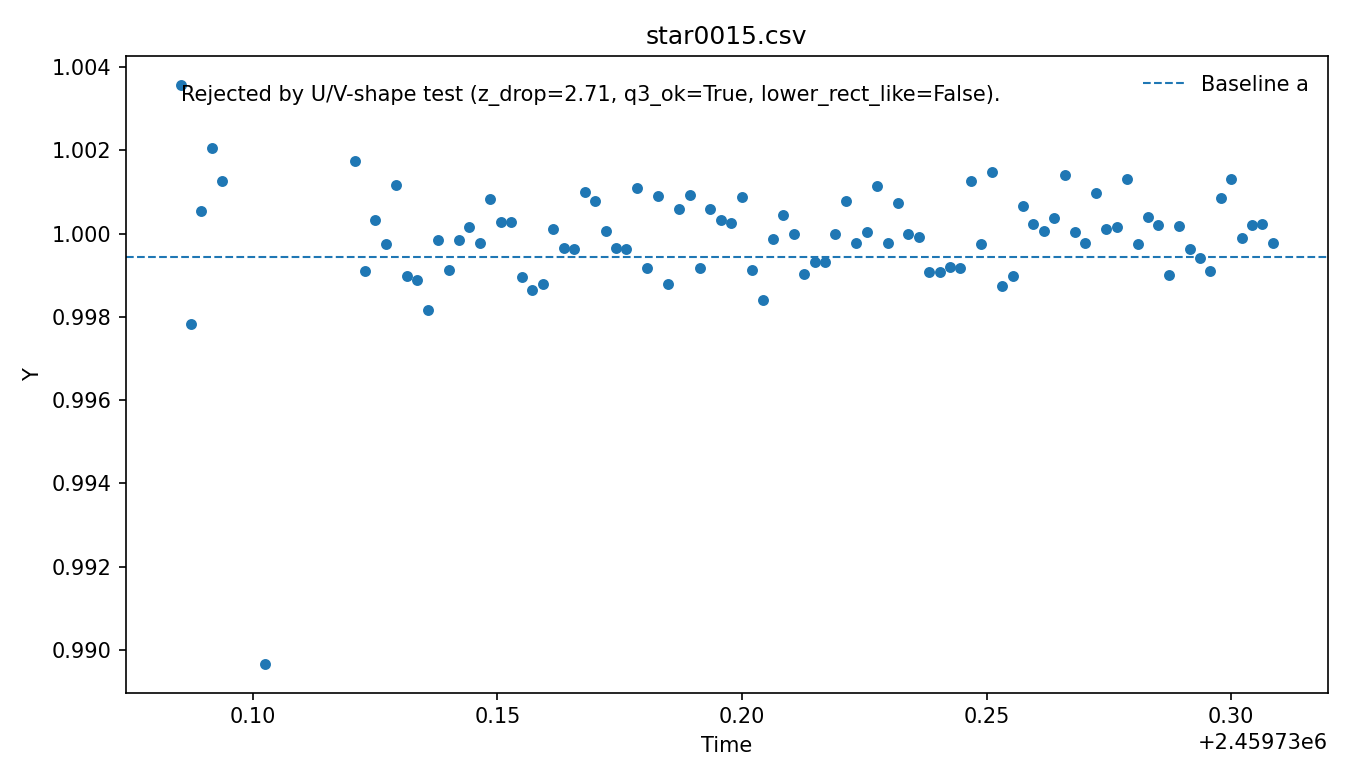 star0015.csv
Rejected by U/V-shape test (z_drop=2.71, q3_ok=True, lower_rect_like=False).
Baseline a
1.004
1.002
1.000
0.998
0.996
0.994
0.992
0.990
Y
0.10 0.15 0.20 0.25 0.30
Time
+2.45973e6